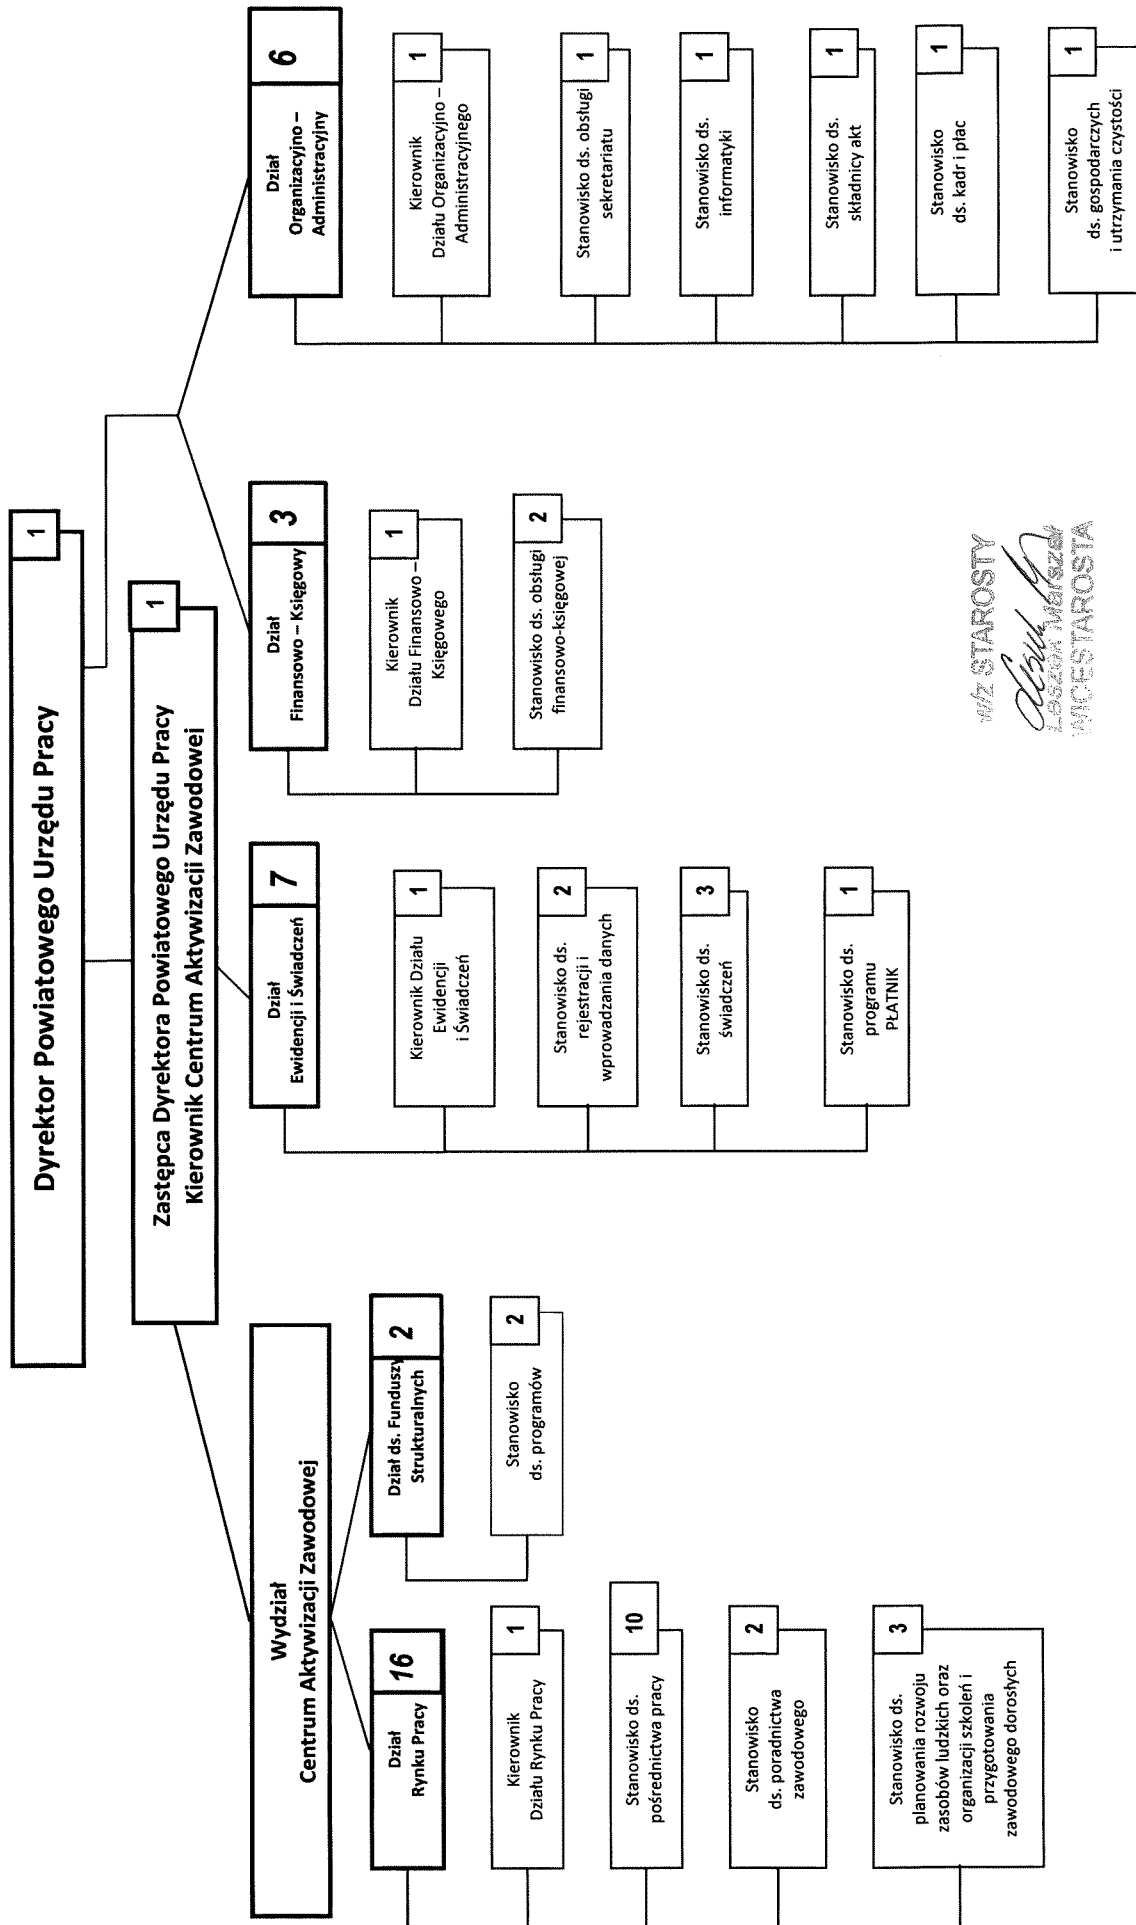 Dyrektor Powiatowego Urzędu Pracy
1
Zastępca Dyrektora Powiatowego Urzędu Pracy
Kierownik Centrum Aktywizacji Zawodowej
1
Wydział
Centrum Aktywizacji Zawodowej
Dział
Rynku Pracy
16
Kierownik
Działu Rynku Pracy
1
Stanowisko ds.
pośrednictwa pracy
10
Stanowisko
ds. poradnictwa
zawodowego
2
Stanowisko ds.
planowania rozwoju
zasobów ludzkich oraz
organizacji szkoleń i
przygotowania
zawodowego dorosłych
3
Dział ds. Funduszy
Strukturalnych
2
Stanowisko
ds. programów
2
Dział
Ewidencji i Świadczeń
7
Kierownik Działu
Ewidencji
i Świadczeń
1
Stanowisko ds.
rejestracji i
wprowadzania danych
2
Stanowisko ds.
świadczeń
3
Stanowisko ds.
programu
PŁATNIK
1
Dział
Finansowo – Księgowy
3
Kierownik
Działu Finansowo –
Księgowego
1
Stanowisko ds. obsługi
finansowo-księgowej
2
Dział
Organizacyjno –
Administracyjny
6
Kierownik
Działu Organizacyjno –
Administracyjnego
1
Stanowisko ds. obsługi
sekretariatu
1
Stanowisko ds.
informatyki
1
Stanowisko ds.
składnicy akt
1
Stanowisko
ds. kadr i płac
1
Stanowisko
ds. gospodarczych
i utrzymania czystości
1
w/z STAROSTY
Leszek Marszał
WICESTAROSTA